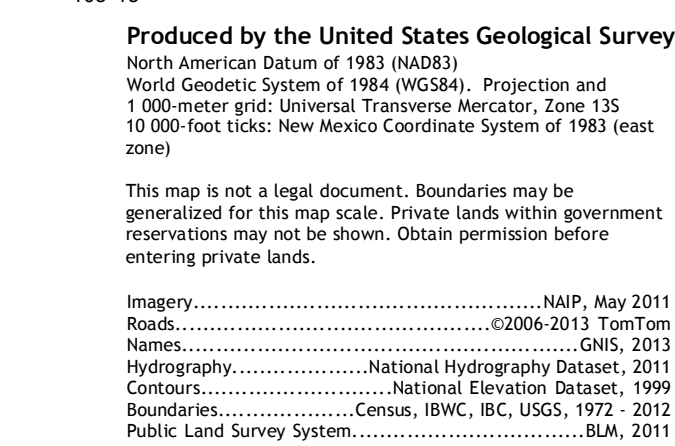 Produced by the United States Geological Survey
North American Datum of 1983 (NAD83)
World Geodetic System of 1984 (WGS84).  Projection and
1 000-meter grid: Universal Transverse Mercator, Zone 13S
10 000-foot ticks: New Mexico Coordinate System of 1983 (east
zone)
This map is not a legal document. Boundaries may be
generalized for this map scale. Private lands within government
reservations may not be shown. Obtain permission before
entering private lands.
Imagery.....................................................NAIP, May 2011
Roads..............................................©2006-2013 TomTom
Names..........................................................GNIS, 2013
Hydrography....................National Hydrography Dataset, 2011
Contours............................National Elevation Dataset, 1999
Boundaries....................Census, IBWC, IBC, USGS, 1972 - 2012
Public Land Survey System..................................BLM, 2011